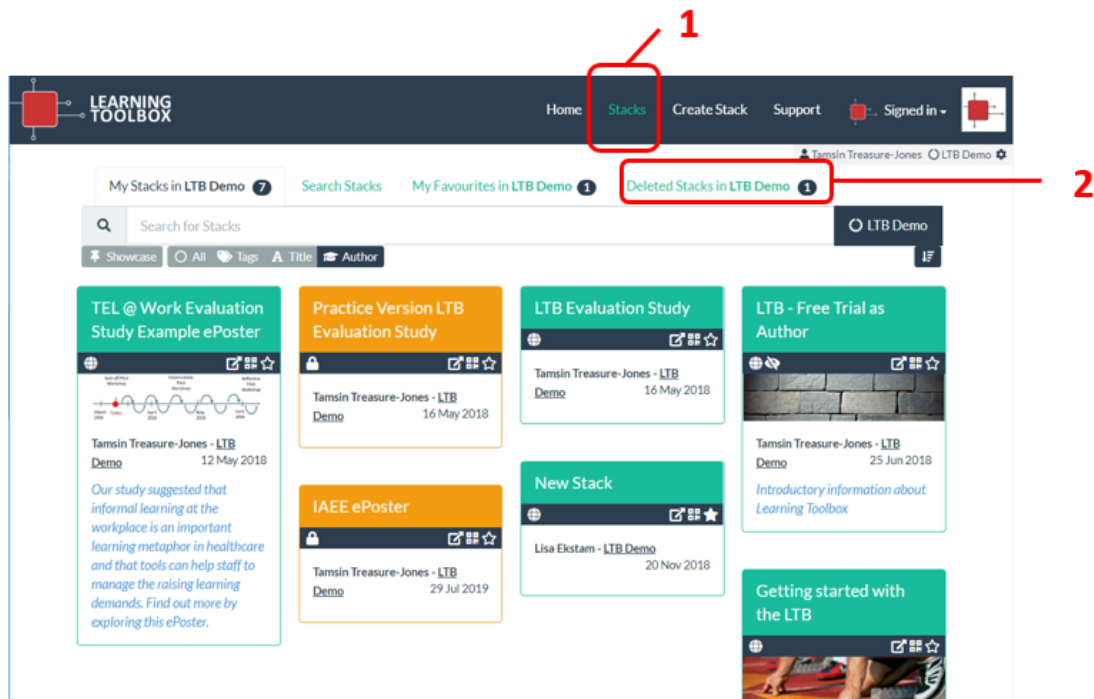 1
LEARNING
TOOLBOX
Home Stacks Create Stack Support Signed in
Tamsin Treasure-Jones LTB Demo
2
My Stacks in LTB Demo 7 Search Stacks My Favourites in LTB Demo 1 Deleted Stacks in LTB Demo 1
Search for Stacks LTB Demo
Showcase All Tags A Title Author
TEL @ Work Evaluation
Study Example ePoster
Tamsin Treasure-Jones - LTB
Demo 12 May 2018
Our study suggested that
informal learning at the
workplace is an important
learning metaphor in healthcare
and that tools can help staff to
manage the raising learning
demands. Find out more by
exploring this ePoster.
Practice Version LTB
Evaluation Study
Tamsin Treasure-Jones - LTB
Demo 16 May 2018
IAEE ePoster
Tamsin Treasure-Jones - LTB
Demo 29 Jul 2019
LTB Evaluation Study
Tamsin Treasure-Jones - LTB
Demo 16 May 2018
New Stack
Lisa Ekstam - LTB Demo
20 Nov 2018
LTB - Free Trial as
Author
Tamsin Treasure-Jones - LTB
Demo 25 Jun 2018
Introductory information about
Learning Toolbox
Getting started with
the LTB